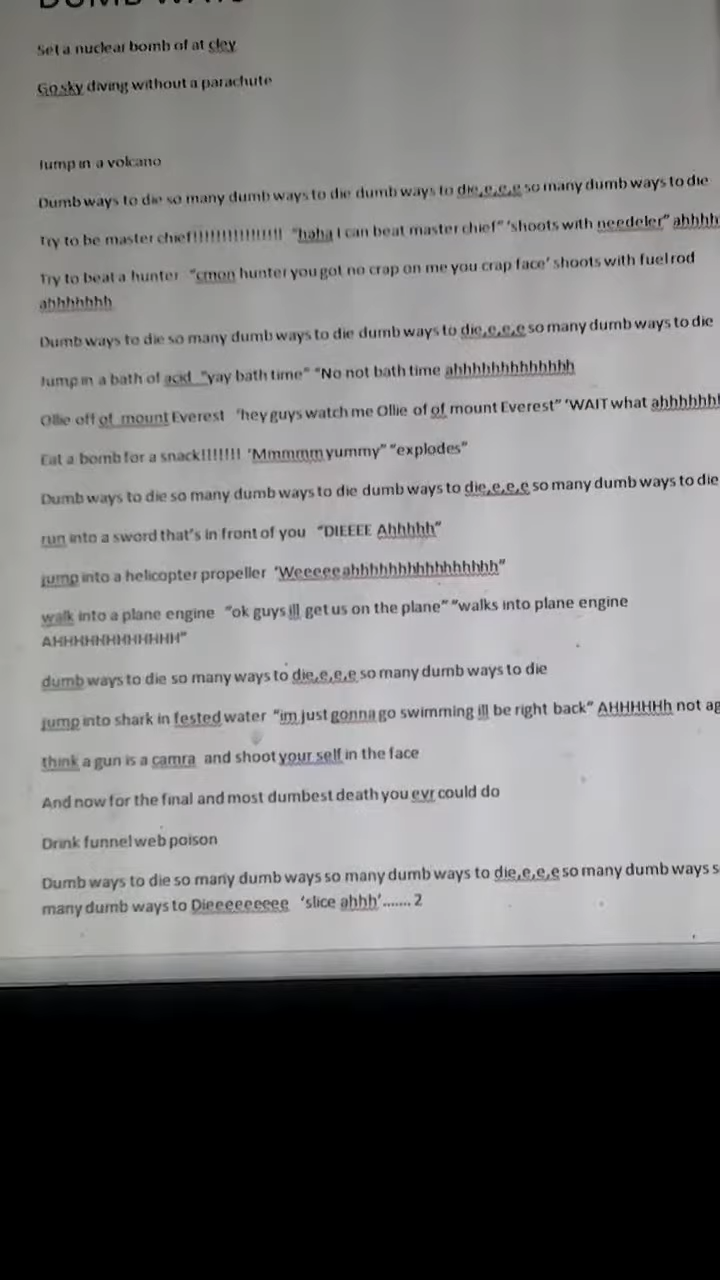 DUMB WAYS
Set a nuclear bomb of at cley
Go sky diving without a parachute
Jump in a volcano
Dumb ways to die so many dumb ways to die dumb ways to die,e,e,e so many dumb ways to die
Try to be master chief!!!!!!!!!!!!!!!!! "haha I can beat master chief" 'shoots with needeler" ahhhh
Try to beat a hunter "cmon hunter you got no crap on me you crap face' shoots with fuel rod
ahhhhhhh
Dumb ways to die so many dumb ways to die dumb ways to die,e,e,e so many dumb ways to die
Jump in a bath of acid "yay bath time" "No not bath time ahhhhhhhhhhhhh
Ollie off of mount Everest 'hey guys watch me Ollie of of mount Everest" 'WAIT what ahhhhhh!
Eat a bomb for a snack!!!!!!! 'Mmmmm yummy" "explodes"
Dumb ways to die so many dumb ways to die dumb ways to die,e,e,e so many dumb ways to die
run into a sword that's in front of you "DIEEEE Ahhhhh"
jump into a helicopter propeller 'Weeeeeahhhhhhhhhhhhhhhh"
walk into a plane engine "ok guys ill get us on the plane" "walks into plane engine
AHHHHHHHHHHHH"
dumb ways to die so many ways to die,e,e,e so many dumb ways to die
jump into shark in fested water "im just gonna go swimming ill be right back" AHHHHHh not ag
think a gun is a camra and shoot your self in the face
And now for the final and most dumbest death you evr could do
Drink funnel web poison
Dumb ways to die so many dumb ways so many dumb ways to die,e,e,e so many dumb ways s
many dumb ways to Dieeeeeeeee 'slice ahhh'....... 2